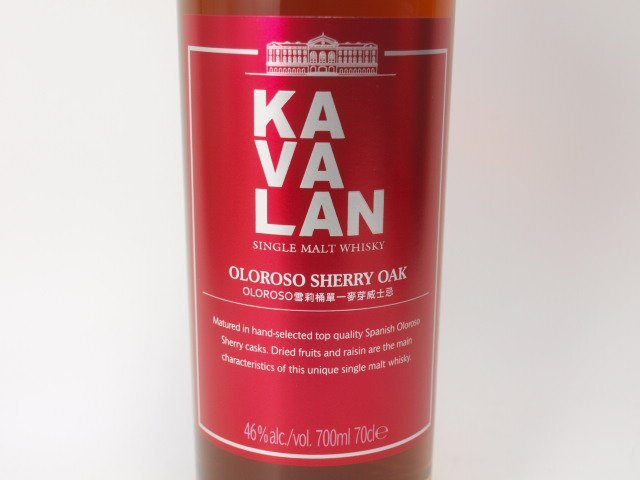 KA
VA
LAN
SINGLE MALT WHISKY
OLOROSO SHERRY OAK
OLOROSO雪莉桶單一麥芽威士忌
Matured in hand-selected top quality Spanish Oloroso
Sherry casks. Dried fruits and raisin are the main
characteristics of this unique single malt whisky.
46%alc./vol. 700ml 70cl℮